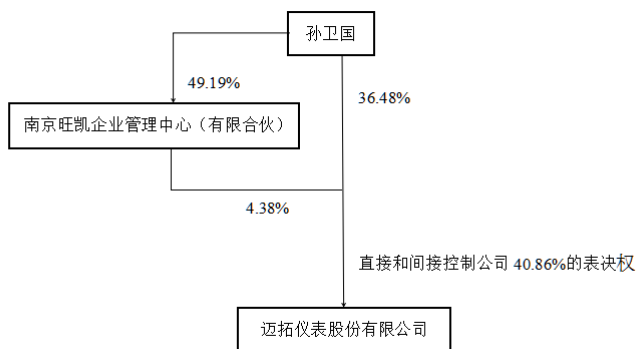 孙卫国
49.19%
36.48%
南京旺凯企业管理中心（有限合伙）
4.38%
直接和间接控制公司 40.86%的表决权
迈拓仪表股份有限公司